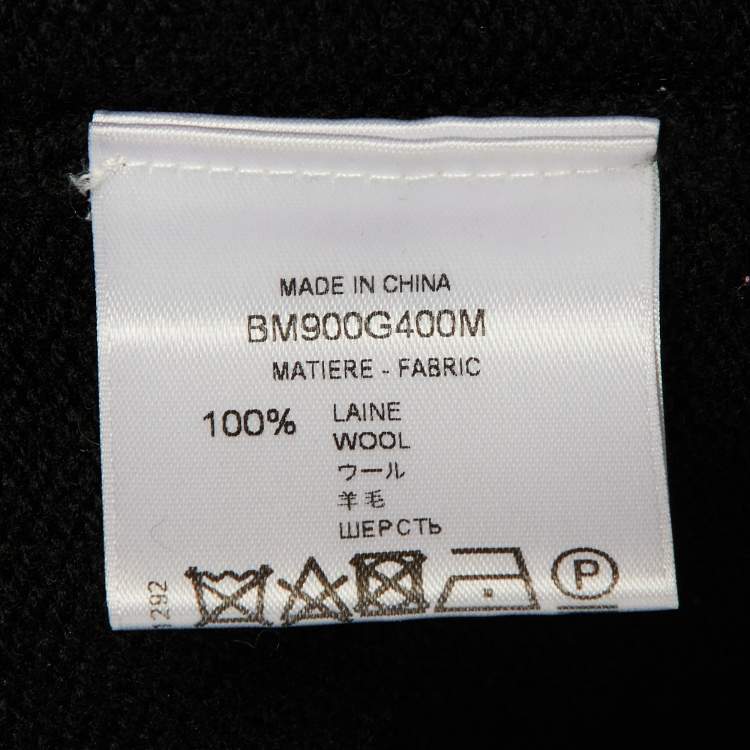 MADE IN CHINA
BM900G400M
MATIERE - FABRIC
100% LAINE
WOOL
ウール
羊毛
ШЕРСТЬ
P